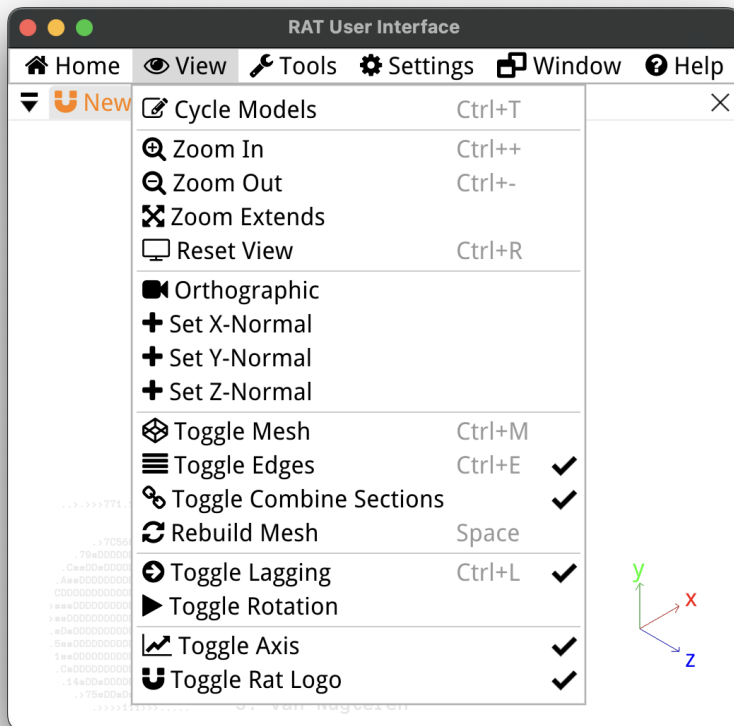 RAT User Interface
Home View Tools Settings Window Help
New
Cycle Models Ctrl+T
Zoom In Ctrl++
Zoom Out Ctrl+-
Zoom Extends
Reset View Ctrl+R
Orthographic
Set X-Normal
Set Y-Normal
Set Z-Normal
Toggle Mesh Ctrl+M
Toggle Edges Ctrl+E
Toggle Combine Sections
Rebuild Mesh Space
Toggle Lagging Ctrl+L
Toggle Rotation
Toggle Axis
Toggle Rat Logo
y
x
z
J. van Nugteren